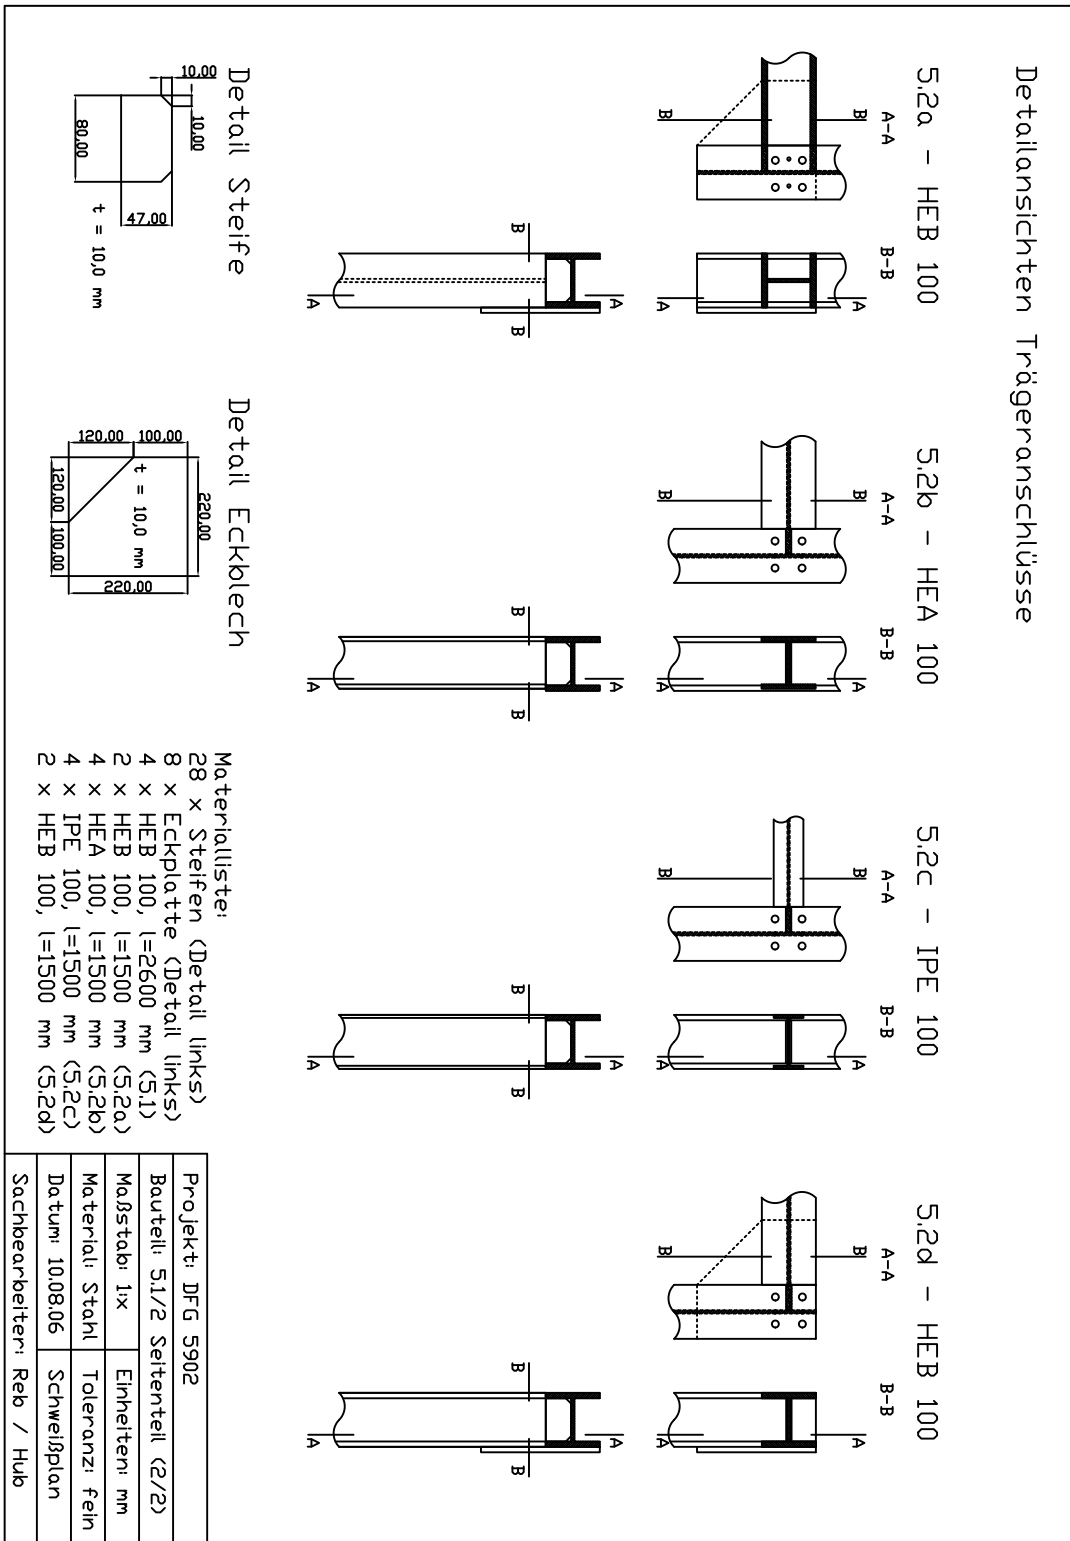 Detailansichten Trägeranschlüsse
5.2a - HEB 100
A-A
B-B
B
B
A
A
A
A
B
B
5.2b - HEA 100
A-A
B-B
B
B
A
A
A
A
B
B
5.2c - IPE 100
A-A
B-B
B
B
A
A
A
A
B
B
5.2d - HEB 100
A-A
B-B
B
B
A
A
A
A
B
B
Detail Steife
10,00
10,00
80,00
47,00
t = 10,0 mm
Detail Eckblech
120,00
100,00
220,00
t = 10,0 mm
120,00
100,00
220,00
Materialliste:
28 x Steifen (Detail links)
8 x Eckplatte (Detail links)
4 x HEB 100, l=2600 mm (5.1)
2 x HEB 100, l=1500 mm (5.2a)
4 x HEA 100, l=1500 mm (5.2b)
4 x IPE 100, l=1500 mm (5.2c)
2 x HEB 100, l=1500 mm (5.2d)
Projekt: DFG 5902
Bauteil: 5.1/2 Seitenteil (2/2)
Maßstab: 1:x
Einheiten: mm
Material: Stahl
Toleranz: fein
Datum: 10.08.06
Schweißplan
Sachbearbeiter: Reb / Hub